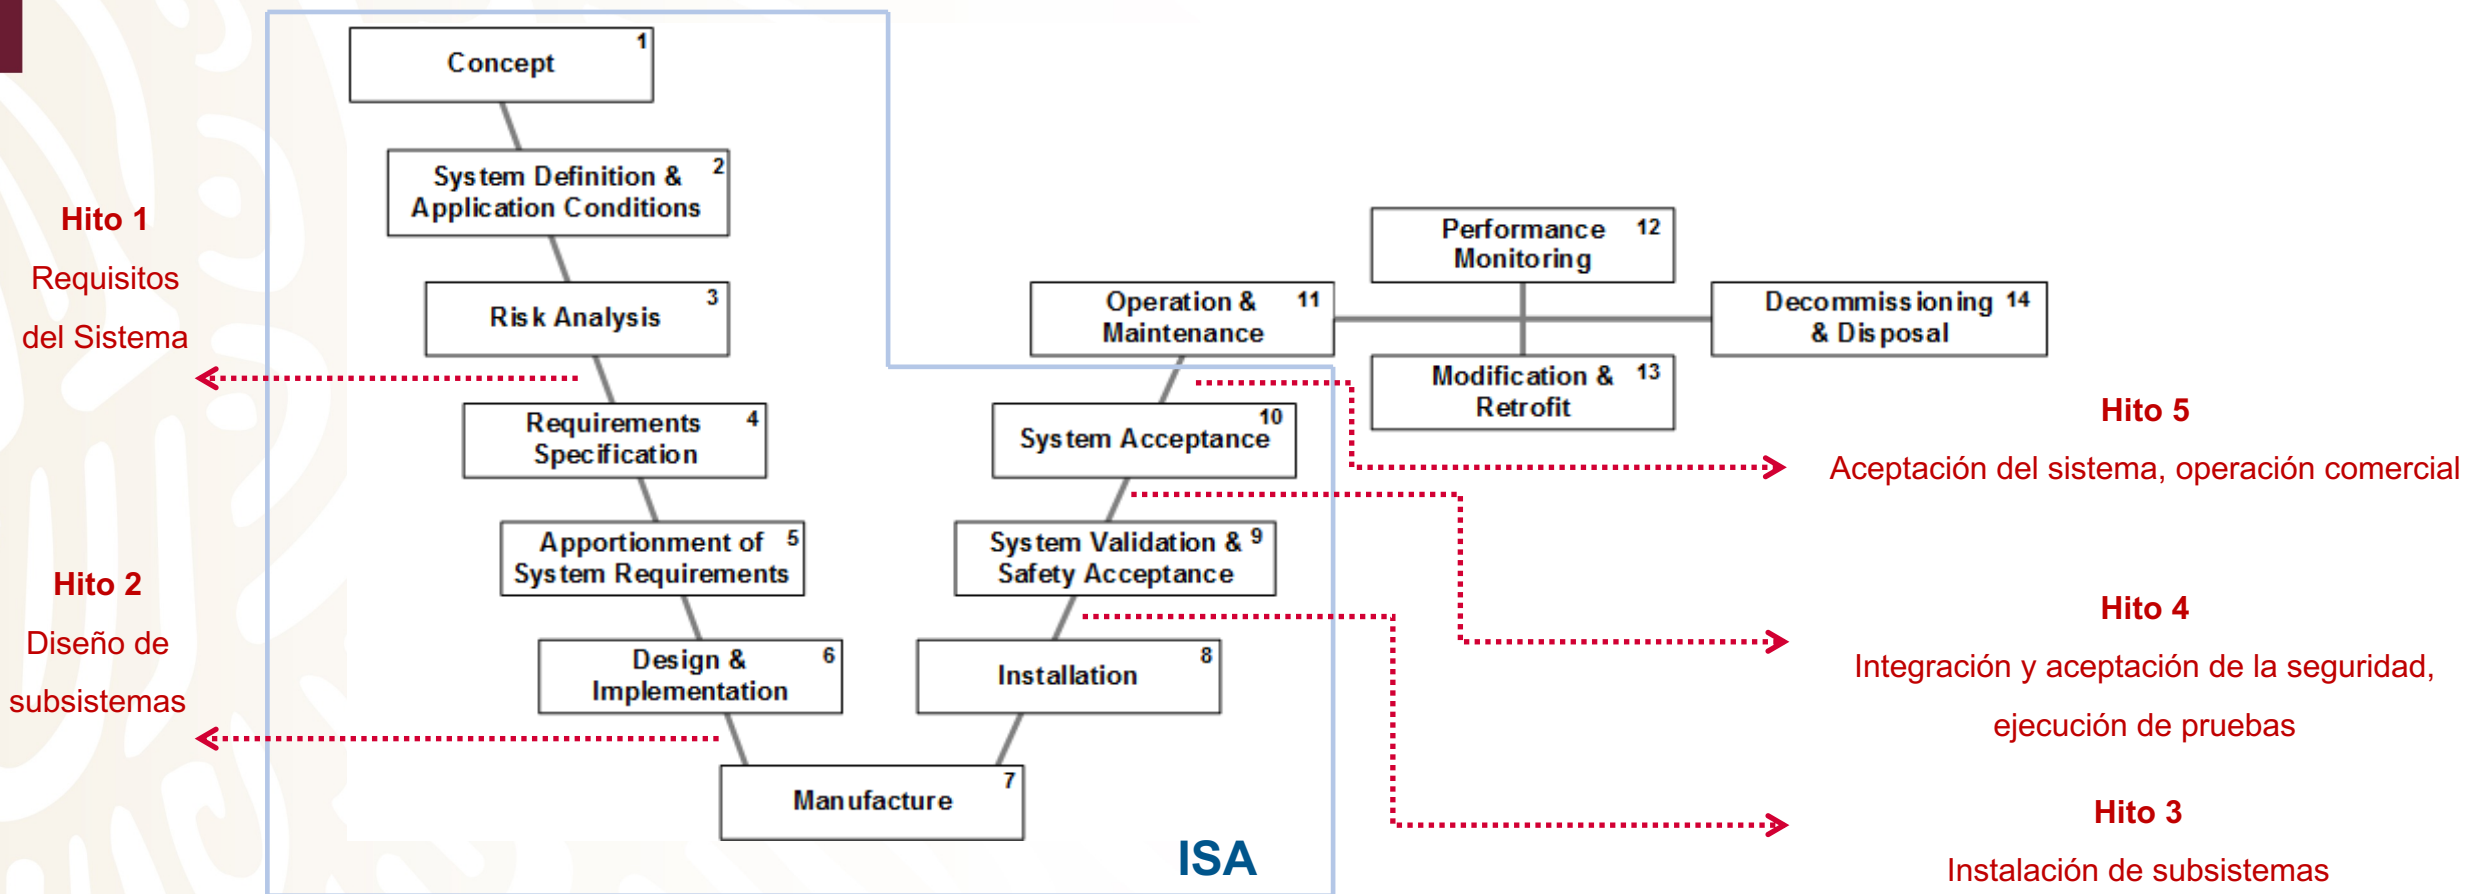 Concept
1
System Definition &
Application Conditions
2
Risk Analysis
3
Requirements
Specification
4
Apportionment of
System Requirements
5
Design &
Implementation
6
Manufacture
7
Installation
8
System Validation &
Safety Acceptance
9
System Acceptance
10
Operation &
Maintenance
11
Performance
Monitoring
12
Modification &
Retrofit
13
Decommissioning
& Disposal
14
ISA
Hito 1
Requisitos
del Sistema
Hito 2
Diseño de
subsistemas
Hito 5
Aceptación del sistema, operación comercial
Hito 4
Integración y aceptación de la seguridad,
ejecución de pruebas
Hito 3
Instalación de subsistemas